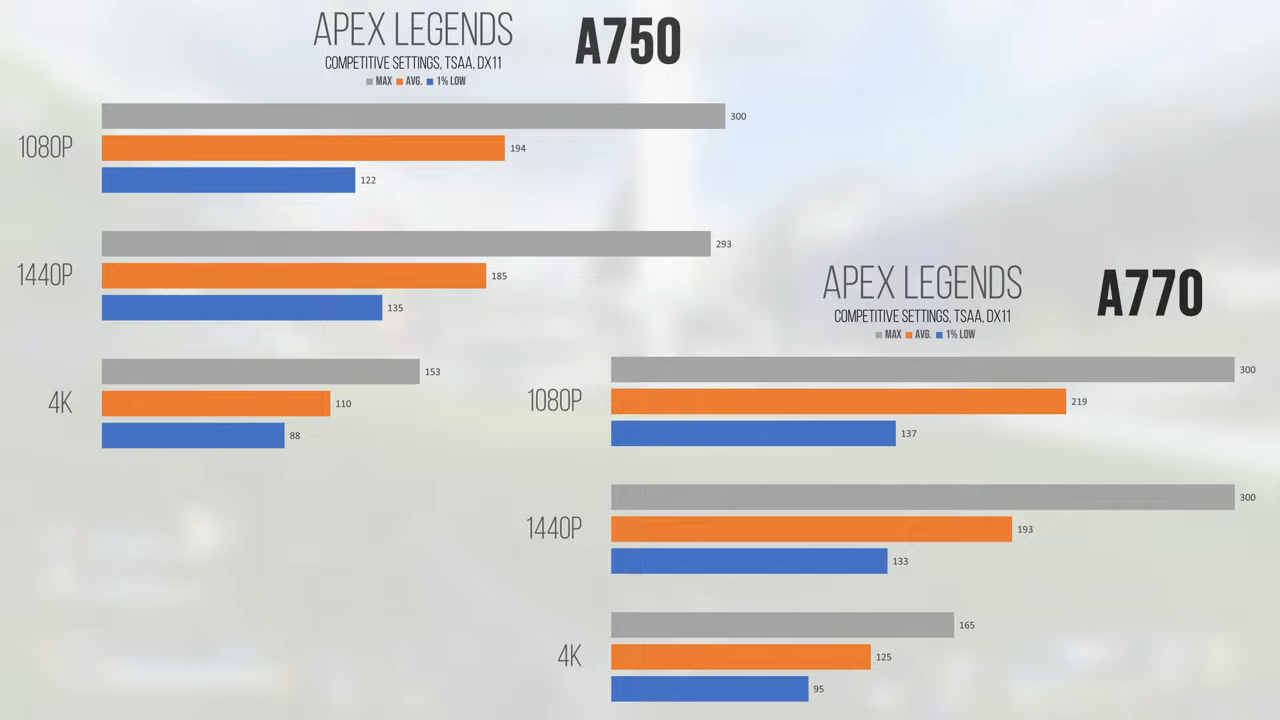 APEX LEGENDS
A750
COMPETITIVE SETTINGS, TSAA, DX11
MAX AVG. 1% LOW
1080P
300
194
122
1440P
293
185
135
4K
153
110
88
APEX LEGENDS
A770
COMPETITIVE SETTINGS, TSAA, DX11
MAX AVG. 1% LOW
1080P
300
219
137
1440P
300
193
133
4K
165
125
95